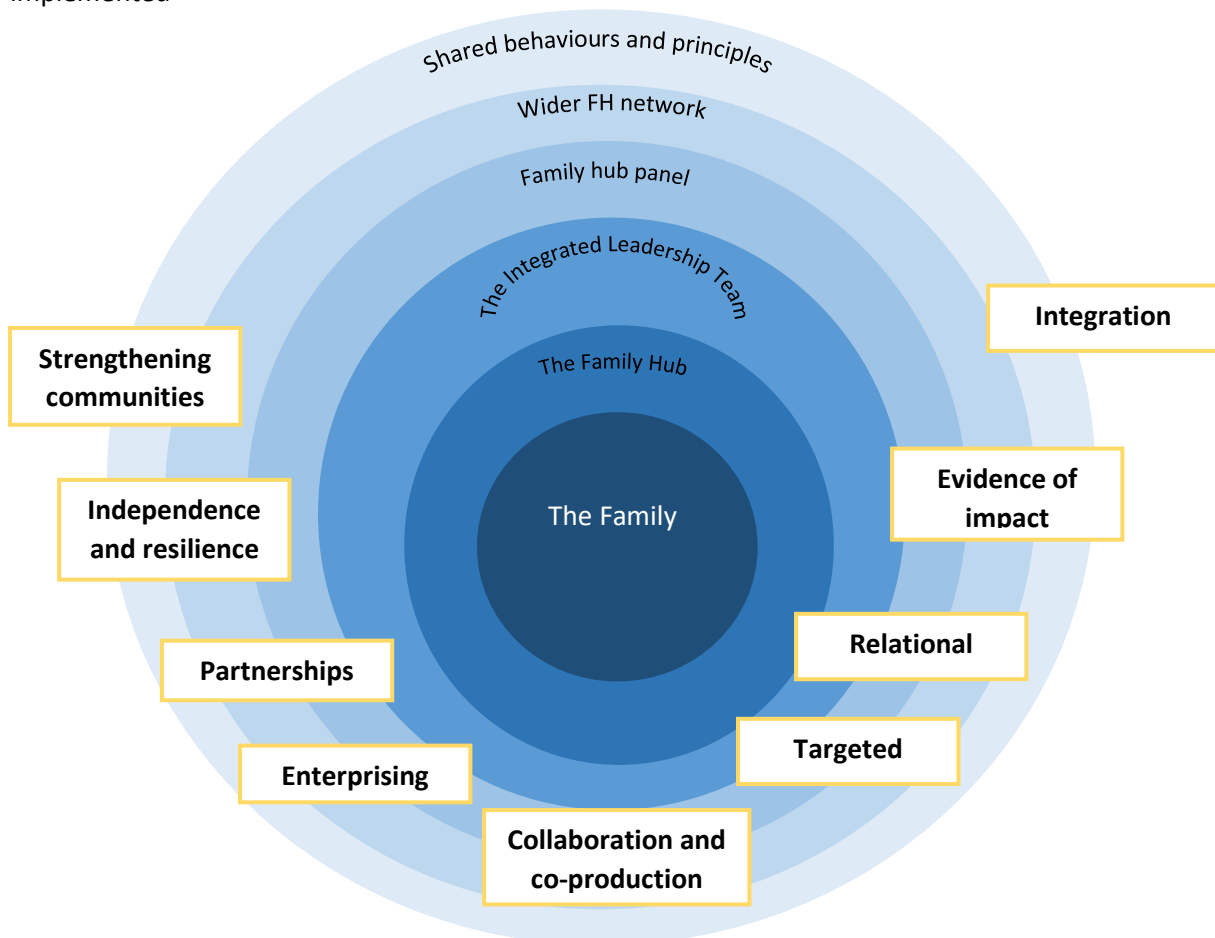 implemented
Shared behaviours and principles
Wider FH network
Family hub panel
The Integrated Leadership Team
The Family Hub
The Family
Integration
Strengthening
communities
Evidence of
impact
Independence
and resilience
Relational
Partnerships
Targeted
Enterprising
Collaboration and
co-production